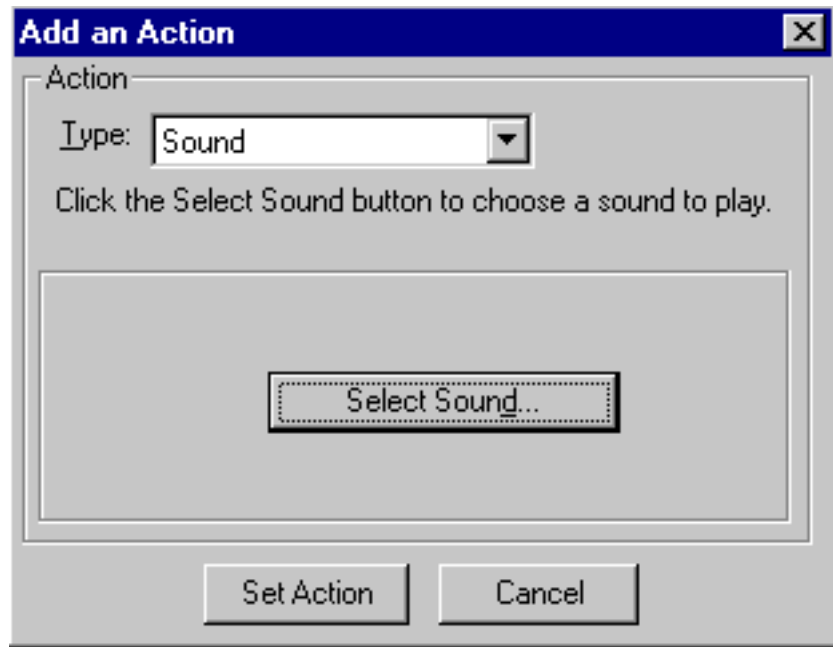 Add an Action
Action
Type: Sound
Click the Select Sound button to choose a sound to play.
Select Sound...
Set Action Cancel